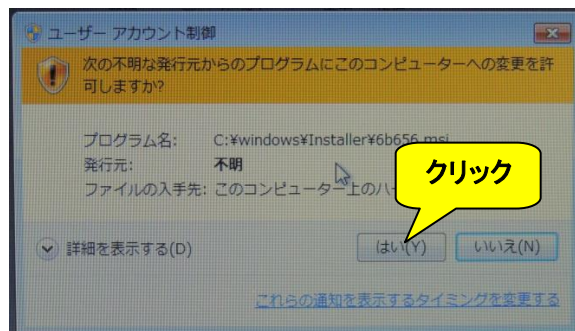 ユーザー アカウント制御
次の不明な発行元からのプログラムにこのコンピューターへの変更を許
可しますか?
プログラム名: C:¥windows¥Installer¥6b656.msi
発行元: 不明
ファイルの入手先: このコンピューター上のハー
クリック
詳細を表示する(D)
はい(Y)
いいえ(N)
これらの通知を表示するタイミングを変更する